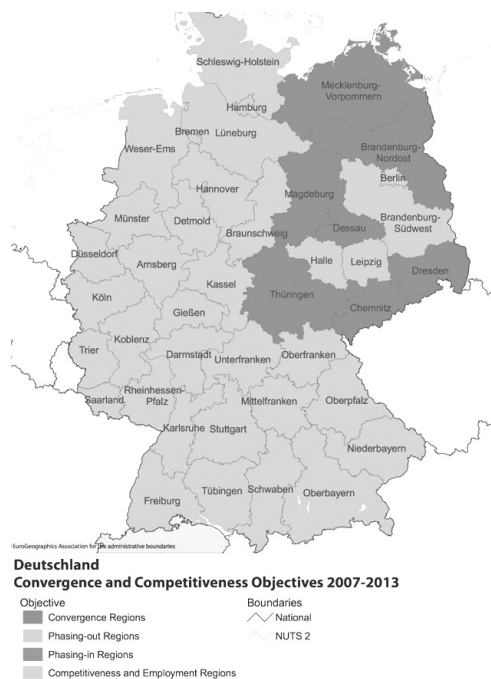 Schleswig-Holstein
Mecklenburg-
Vorpommern
Hamburg
Bremen
Lüneburg
Weser-Ems
Brandenburg-
Nordost
Berlin
Hannover
Magdeburg
Münster
Detmold
Braunschweig
Dessau
Brandenburg-
Südwest
Düsseldorf
Arnsberg
Halle
Leipzig
Dresden
Kassel
Köln
Thüringen
Chemnitz
Gießen
Koblenz
Trier
Darmstadt
Unterfranken
Oberfranken
Saarland
Rheinhessen-
Pfalz
Mittelfranken
Oberpfalz
Karlsruhe
Stuttgart
Niederbayern
Freiburg
Tübingen
Schwaben
Oberbayern
EuroGeographics Association for the administrative boundaries
Deutschland
Convergence and Competitiveness Objectives 2007-2013
Objective
Convergence Regions
Phasing-out Regions
Phasing-in Regions
Competitiveness and Employment Regions
Boundaries
National
NUTS 2